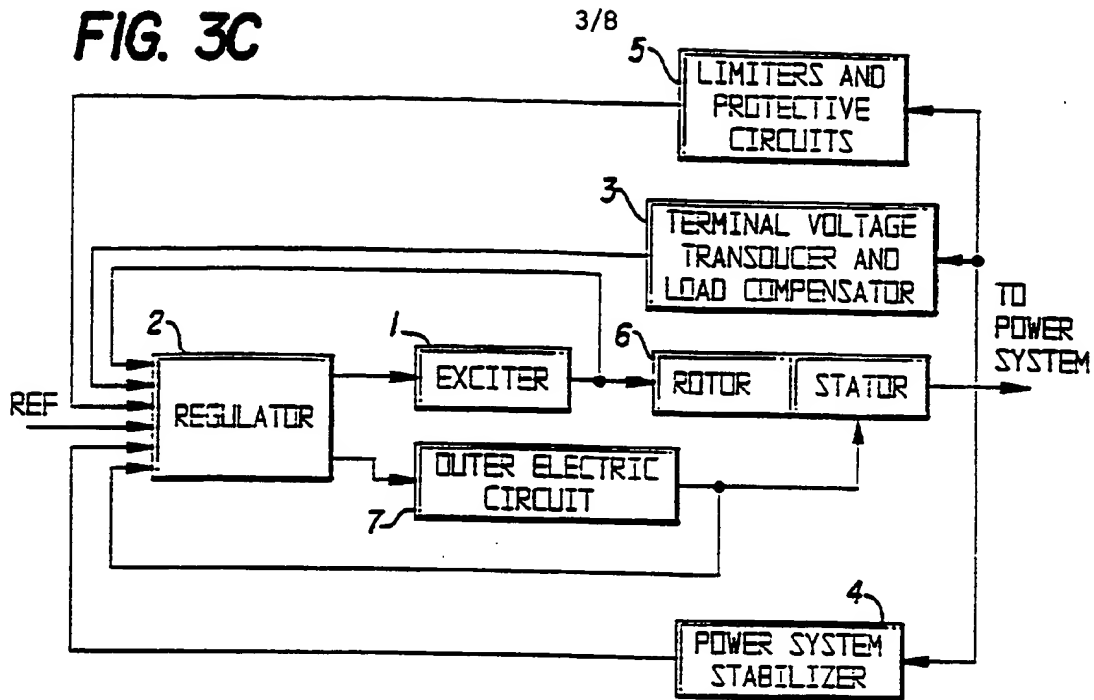 FIG. 3C
3/8
5
LIMITERS AND
PROTECTIVE
CIRCUITS
3
TERMINAL VOLTAGE
TRANSDUCER AND
LOAD COMPENSATOR
TO
POWER
SYSTEM
2
1
6
REF
REGULATOR
EXCITER
ROTOR
STATOR
OUTER ELECTRIC
CIRCUIT
7
4
POWER SYSTEM
STABILIZER